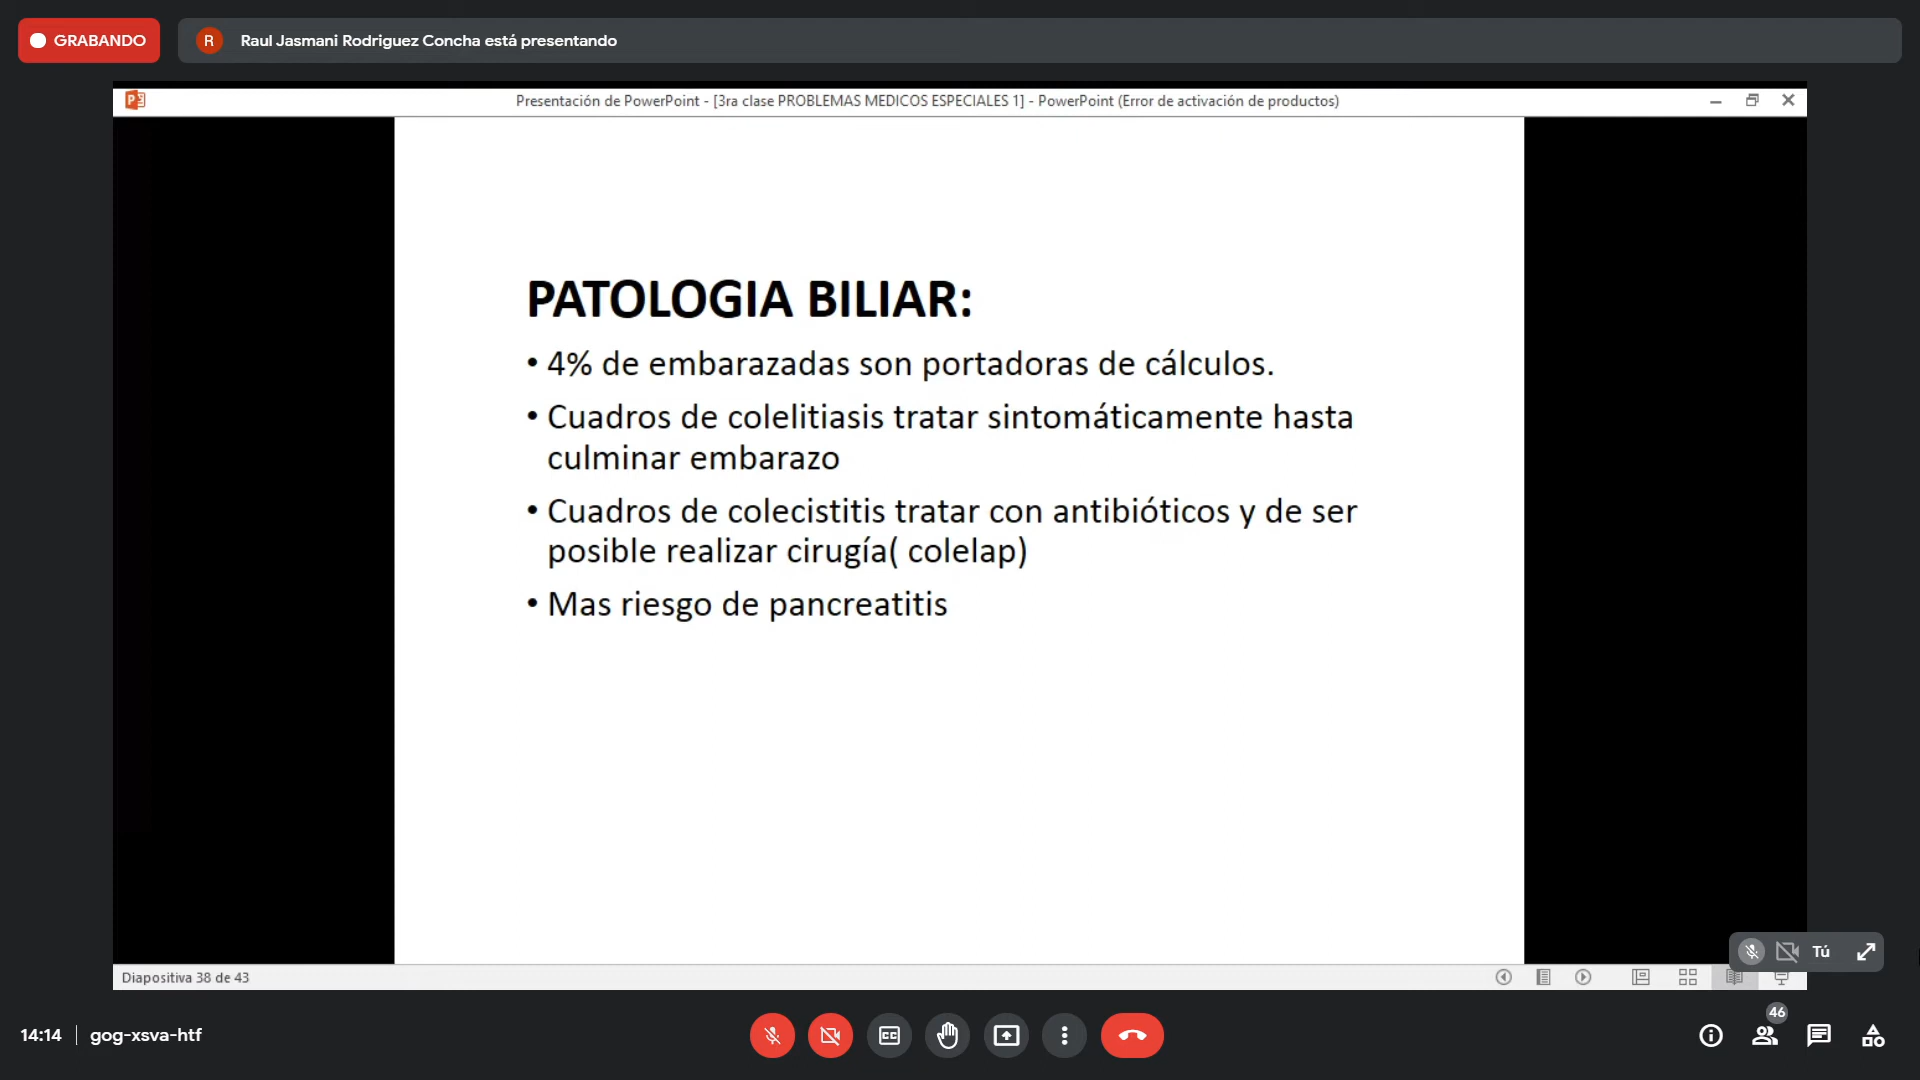 GRABANDO
R Raul Jasmani Rodriguez Concha está presentando
Presentación de PowerPoint - [3ra clase PROBLEMAS MEDICOS ESPECIALES 1] - PowerPoint (Error de activación de productos)
PATOLOGIA BILIAR:
• 4% de embarazadas son portadoras de cálculos.
• Cuadros de colelitiasis tratar sintomáticamente hasta
culminar embarazo
• Cuadros de colecistitis tratar con antibióticos y de ser
posible realizar cirugía( colelap)
• Mas riesgo de pancreatitis
Tú
Diapositiva 38 de 43
46
14:14 | gog-xsva-htf